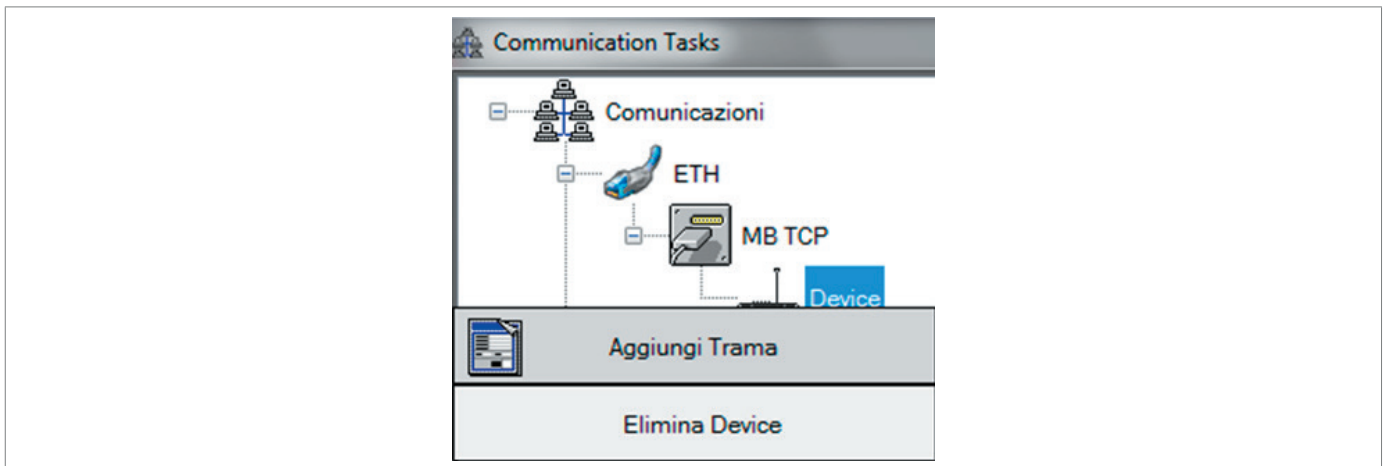 Communication Tasks
Comunicazioni
ETH
MB TCP
Device
Aggiungi Trama
Elimina Device